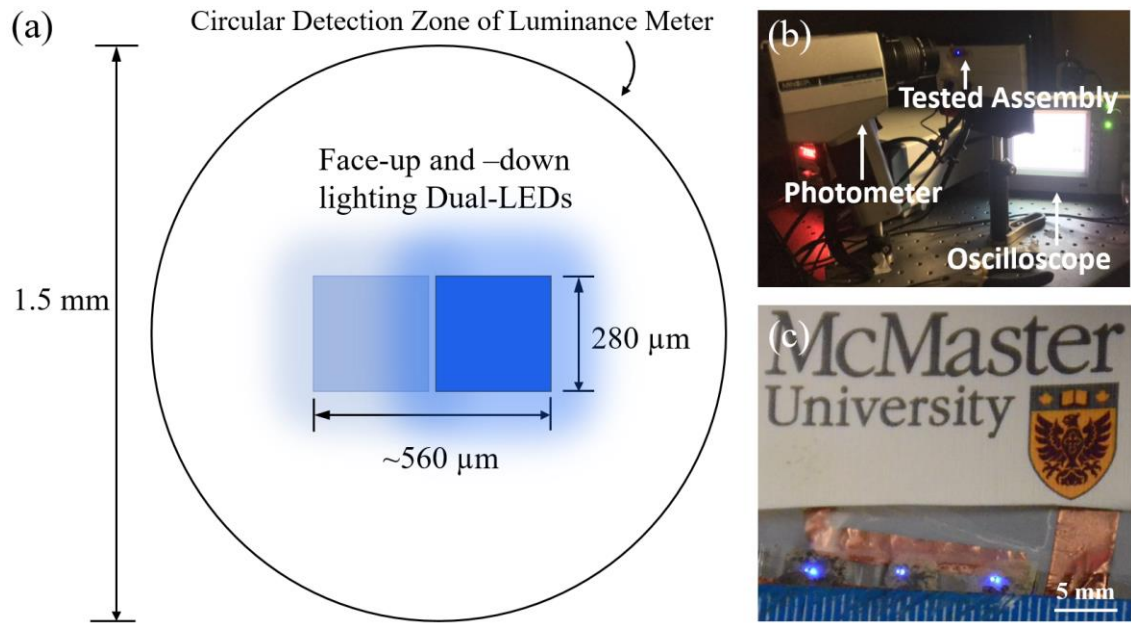 (a)
Circular Detection Zone of Luminance Meter
Face-up and –down
lighting Dual-LEDs
1.5 mm
280 µm
~560 µm
(b)
Tested Assembly
Photometer
Oscilloscope
(c)
McMaster
University
5 mm